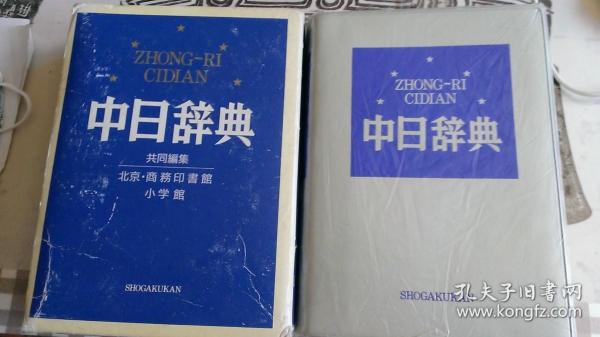 ZHONG-RI
CIDIAN
中日辞典
共同編集
北京・商務印書館
小学館
SHOGAKUKAN
ZHONG-RI
CIDIAN
中日辞典
SHOGAKUKAN
孔夫子旧书网
kongfz.com